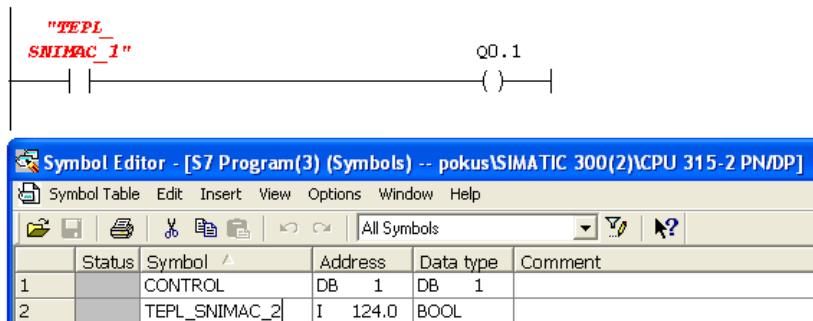 "TEPL_
SNIMAC_1"
Q0.1
Symbol Editor - [S7 Program(3) (Symbols) -- pokus\SIMATIC 300(2)\CPU 315-2 PN/DP]
Symbol Table Edit Insert View Options Window Help
All Symbols
Status Symbol Address Data type Comment
1 CONTROL DB 1 DB 1
2 TEPL_SNIMAC_2 I 124.0 BOOL